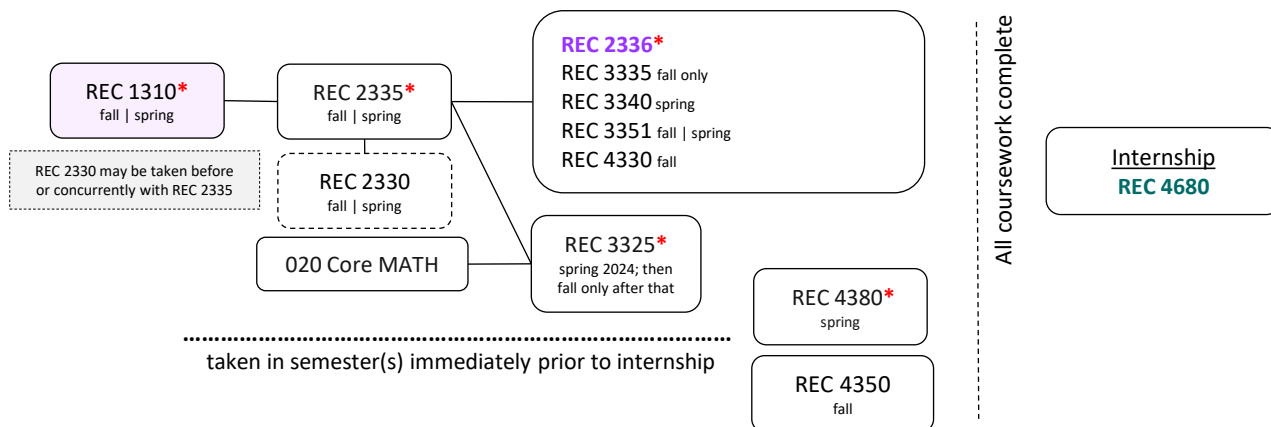 REC 1310*
fall | spring
REC 2330 may be taken before
or concurrently with REC 2335
REC 2335*
fall | spring
REC 2330
fall | spring
020 Core MATH
REC 2336*
REC 3335 fall only
REC 3340 spring
REC 3351 fall | spring
REC 4330 fall
REC 3325*
spring 2024; then
fall only after that
taken in semester(s) immediately prior to internship
REC 4380*
spring
REC 4350
fall
All coursework complete
Internship
REC 4680